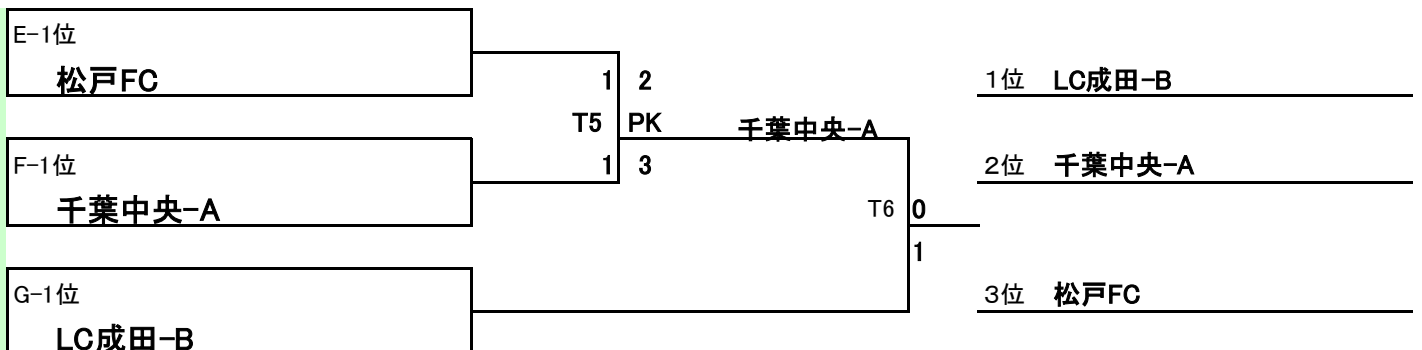 E-1位
松戸FC
1 2
T5 PK
1 3
F-1位
千葉中央-A
千葉中央-A
T6 0
1
G-1位
LC成田-B
1位 LC成田-B
2位 千葉中央-A
3位 松戸FC